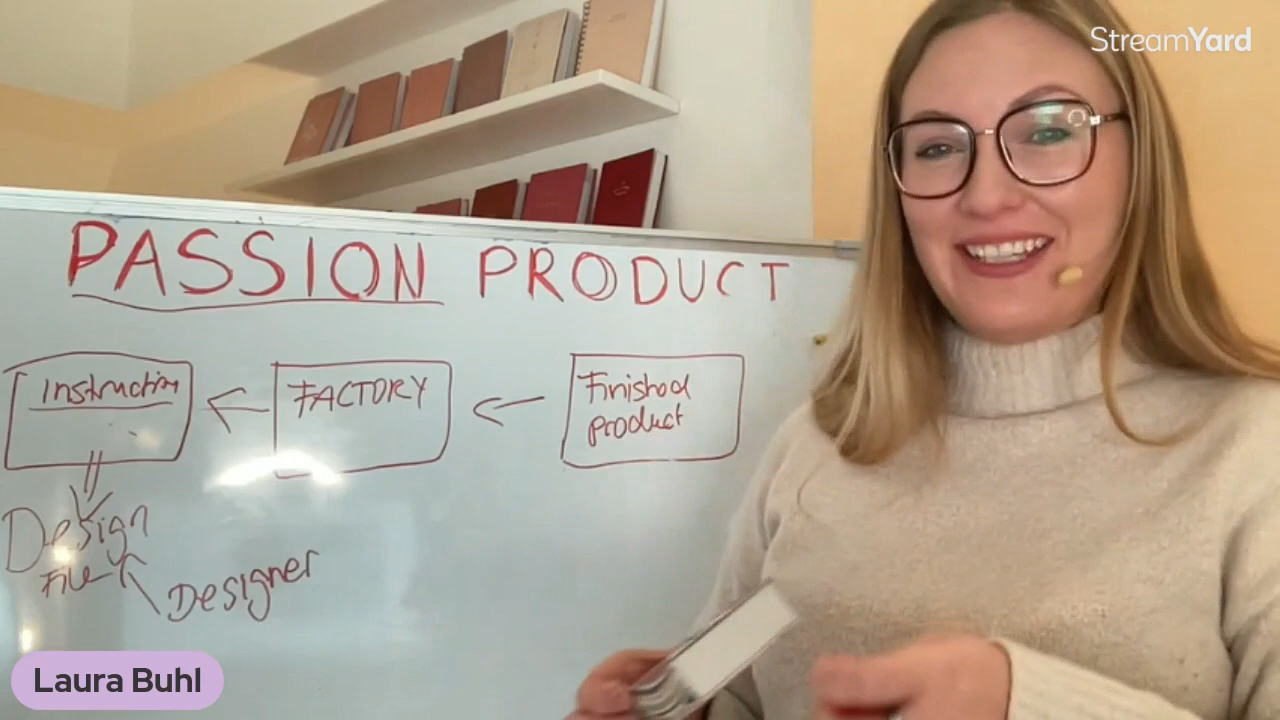 StreamYard
PASSION PRODUCT
Instruction
FACTORY
Finished
product
Design
File
Designer
Laura Buhl